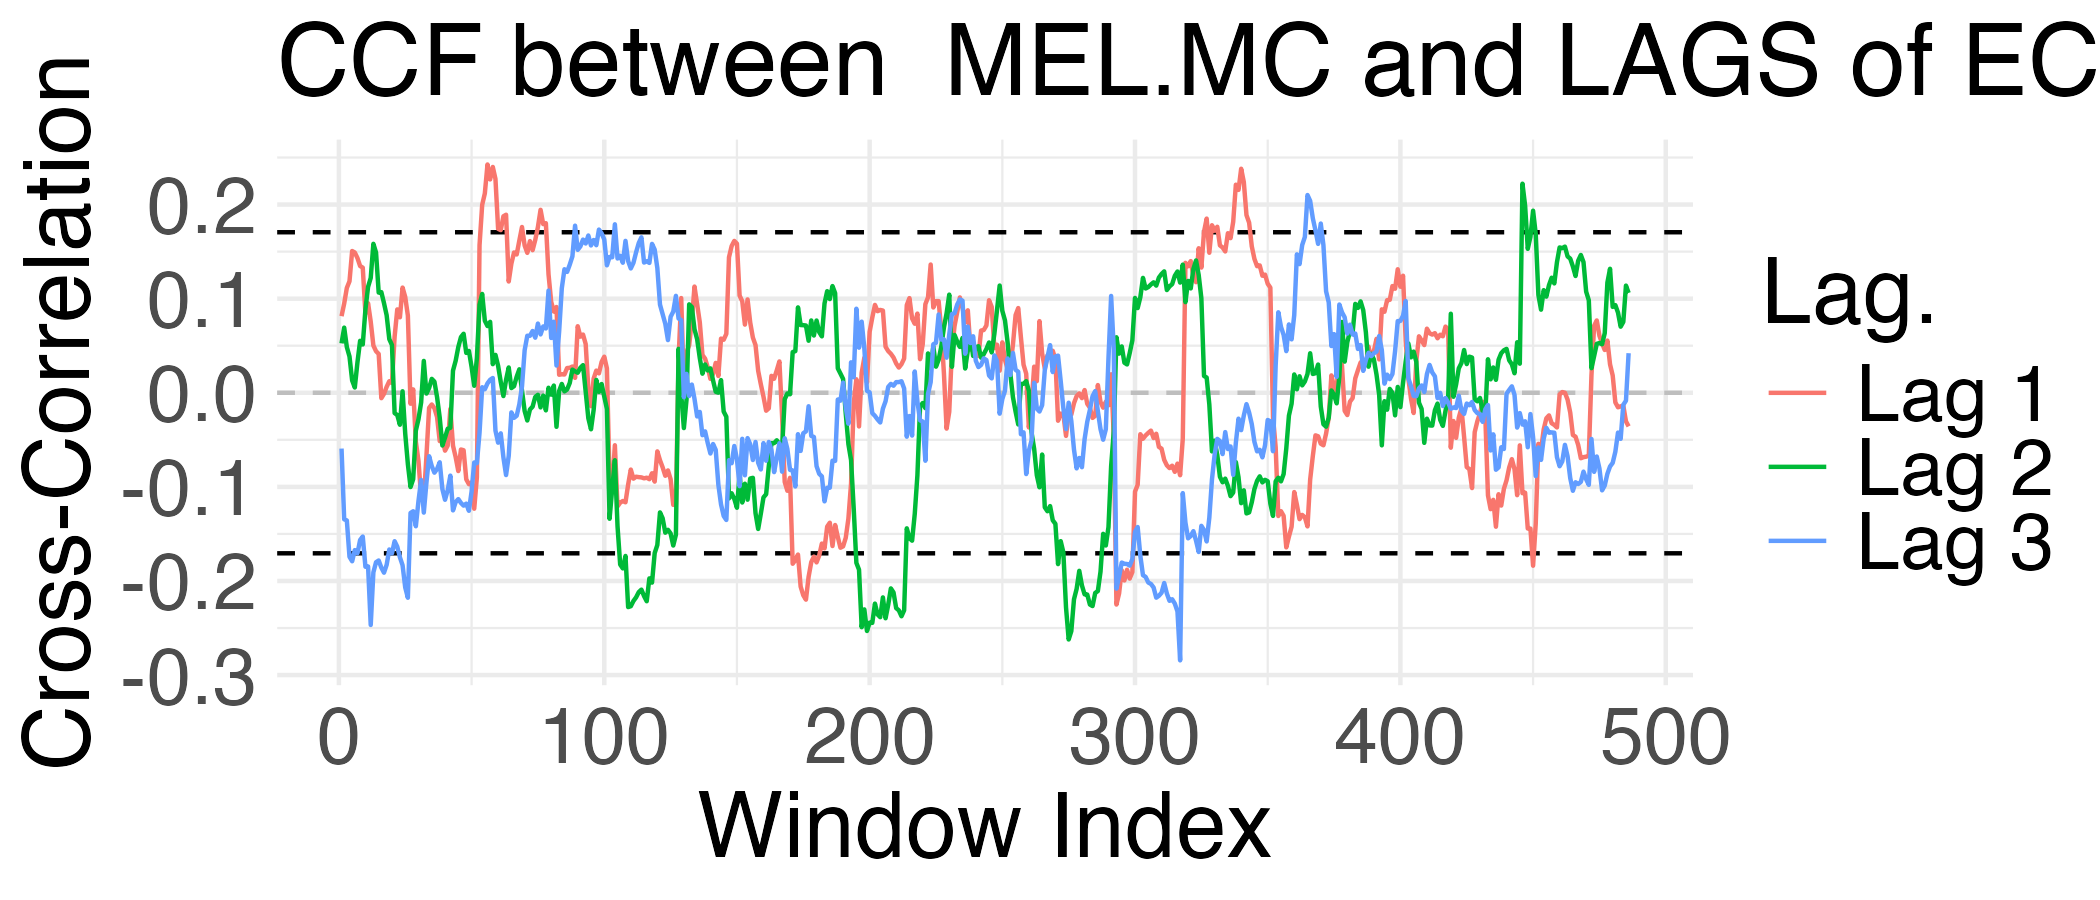 CCF between MEL.MC and LAGS of EC
Cross-Correlation
0.2
0.1
0.0
-0.1
-0.2
-0.3
0 100 200 300 400 500
Window Index
Lag.
Lag 1
Lag 2
Lag 3